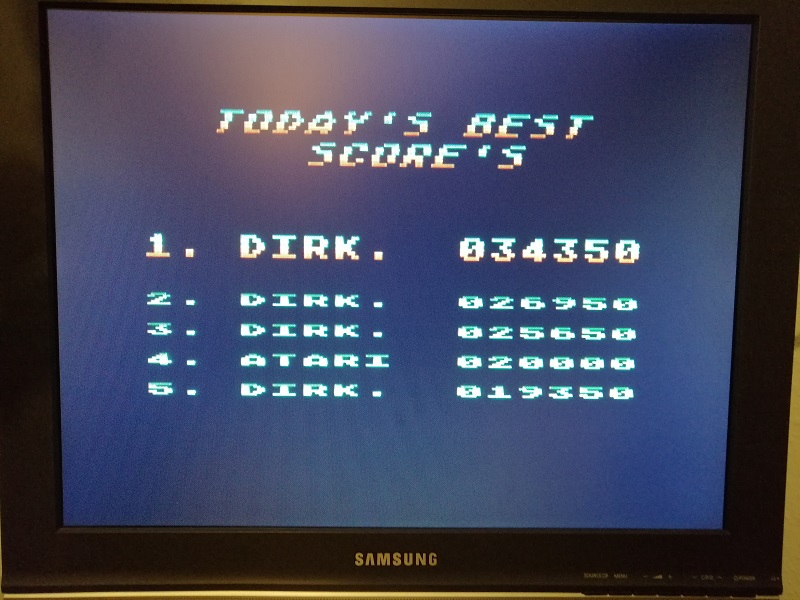 TODAY'S BEST
SCORE'S
1. DIRK. 034350
2. DIRK. 026950
3. DIRK. 025650
4. ATARI 020000
5. DIRK. 019350
SAMSUNG
MENU